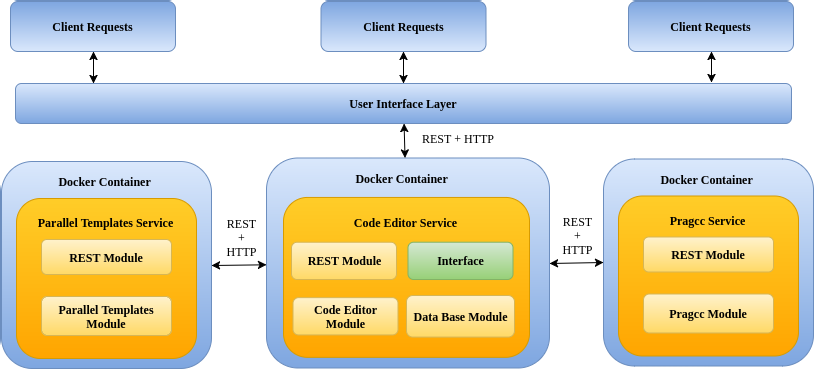 Client Requests
Client Requests
Client Requests
User Interface Layer
REST + HTTP
Docker Container
Parallel Templates Service
REST Module
Parallel Templates
Module
REST
+
HTTP
Docker Container
Code Editor Service
REST Module
Interface
Code Editor
Module
Data Base Module
REST
+
HTTP
Docker Container
Pragcc Service
REST Module
Pragcc Module